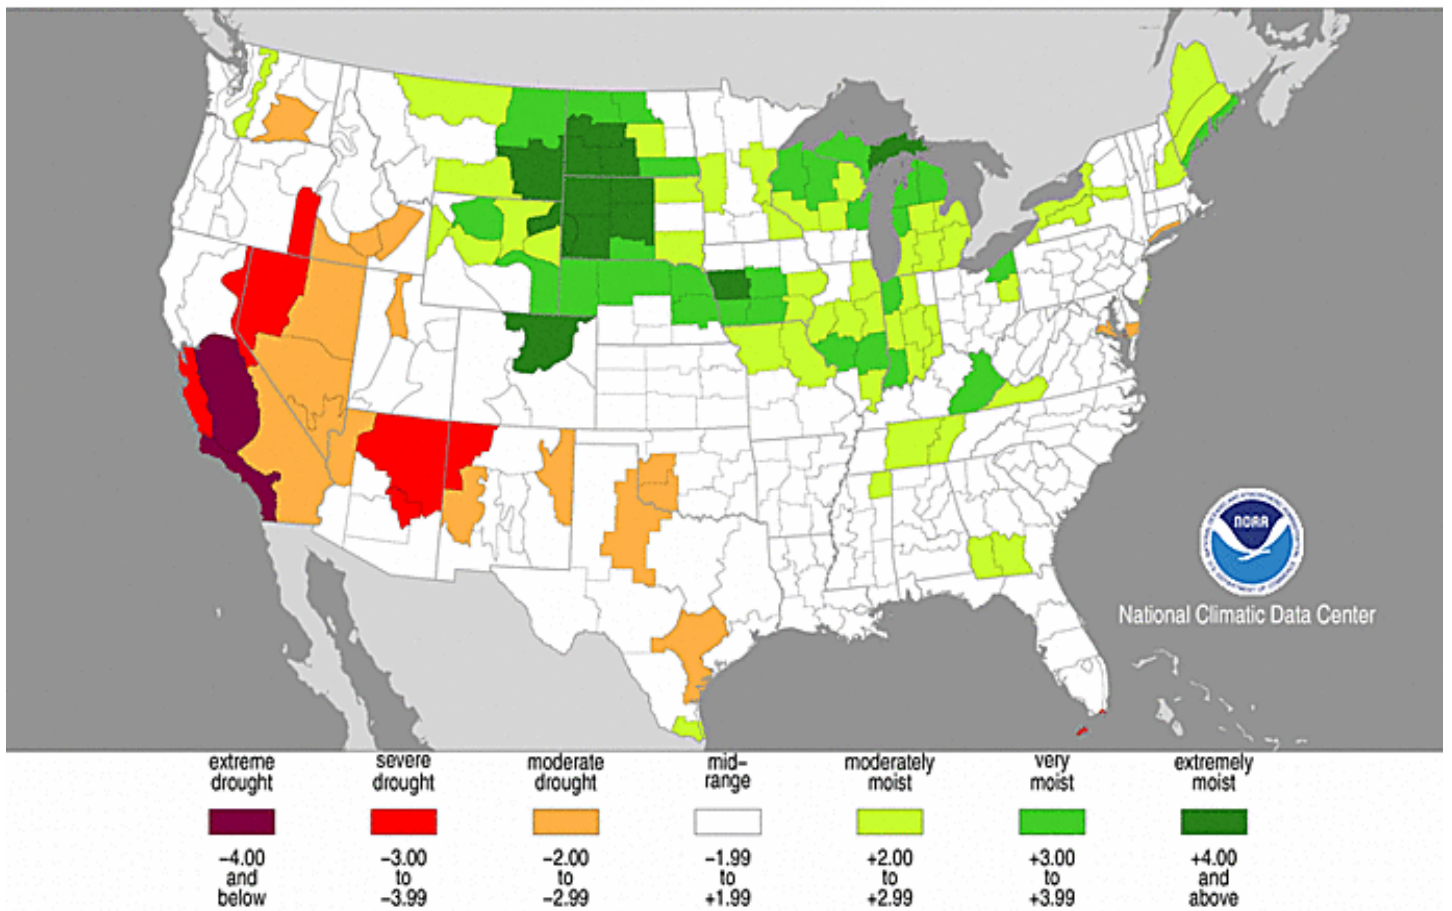 NOAA
National Climatic Data Center
extreme drought
severe drought
moderate drought
mid-range
moderately moist
very moist
extremely moist
−4.00 and below
−3.00 to −3.99
−2.00 to −2.99
−1.99 to +1.99
+2.00 to +2.99
+3.00 to +3.99
+4.00 and above